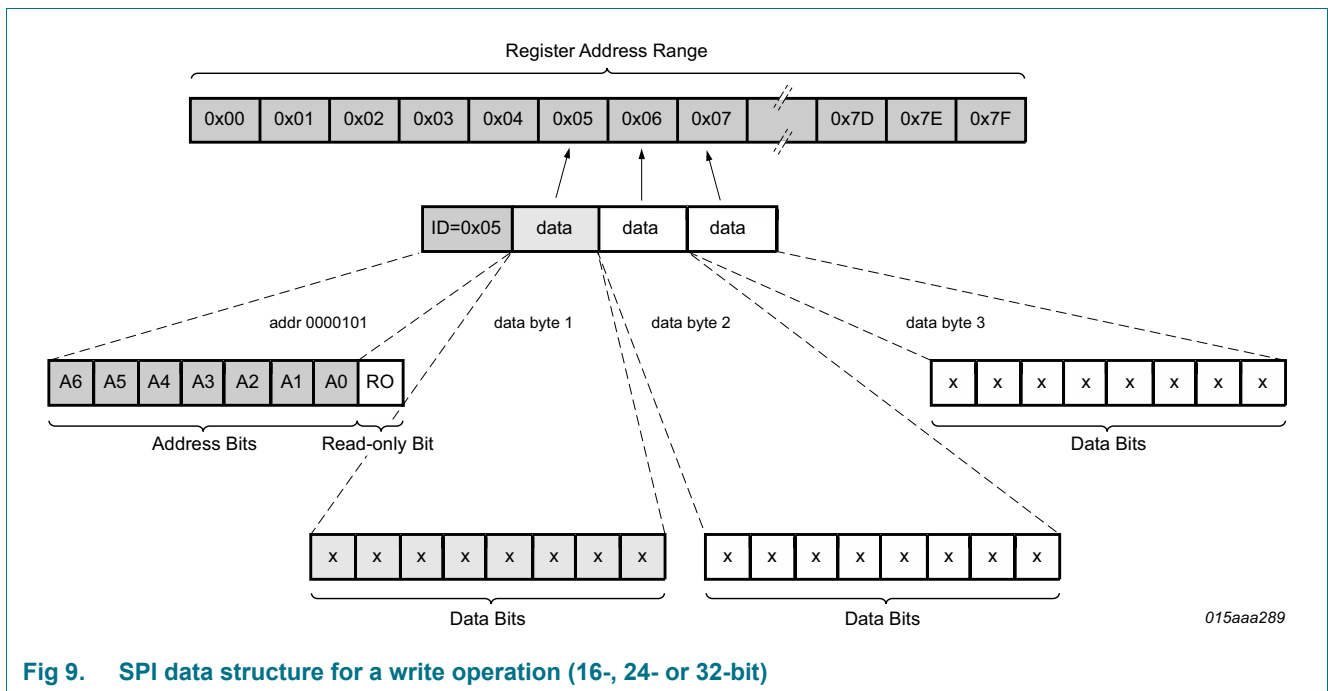 Register Address Range
0x00 0x01 0x02 0x03 0x04 0x05 0x06 0x07 0x7D 0x7E 0x7F
ID=0x05 data data data
addr 0000101 data byte 1 data byte 2 data byte 3
A6 A5 A4 A3 A2 A1 A0 RO x x x x x x x x
Address Bits Read-only Bit Data Bits
x x x x x x x x x x x x x x x x
Data Bits Data Bits 015aaa289
Fig 9. SPI data structure for a write operation (16-, 24- or 32-bit)